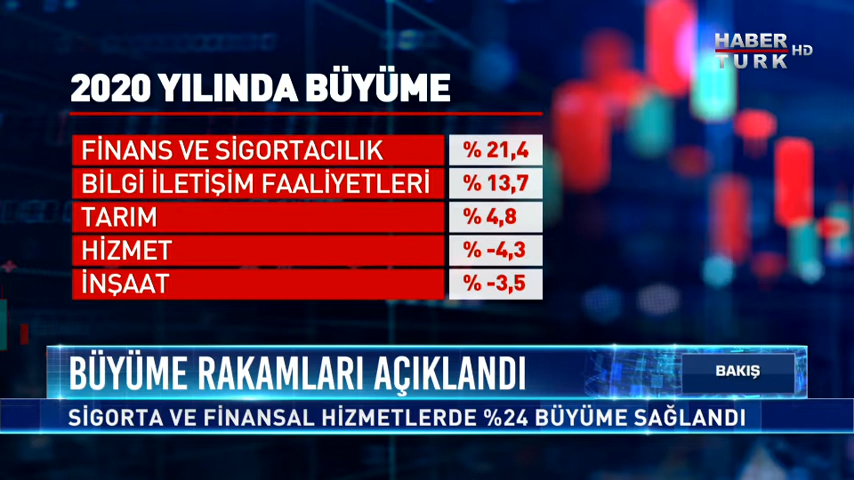 HABER
TURK HD
2020 YILINDA BÜYÜME
FİNANS VE SİGORTACILIK % 21,4
BİLGİ İLETİŞİM FAALİYETLERİ % 13,7
TARIM % 4,8
HİZMET % -4,3
İNŞAAT % -3,5
BÜYÜME RAKAMLARI AÇIKLANDI
BAKIŞ
SİGORTA VE FİNANSAL HİZMETLERDE %24 BÜYÜME SAĞLANDI